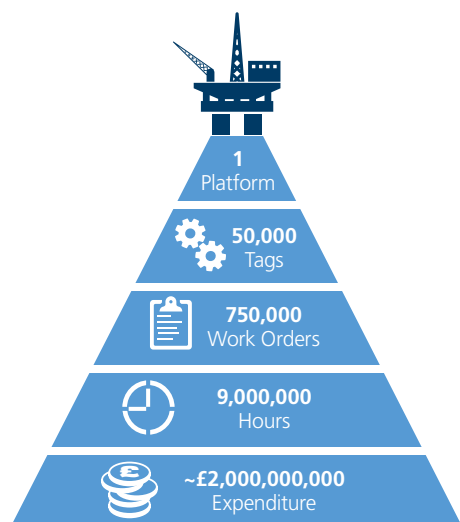 1
Platform
50,000
Tags
750,000
Work Orders
9,000,000
Hours
£
~£2,000,000,000
Expenditure